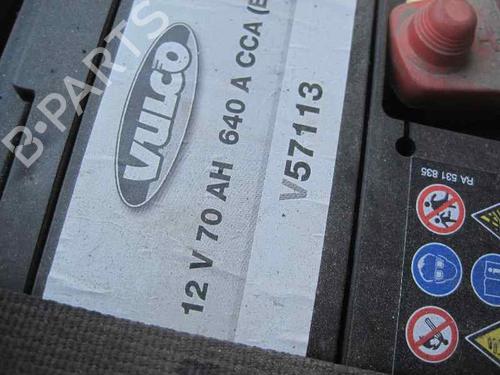 VULCO
12 V 70 AH 640 A CCA (E
V57113
RA 531 835
B-PARTS